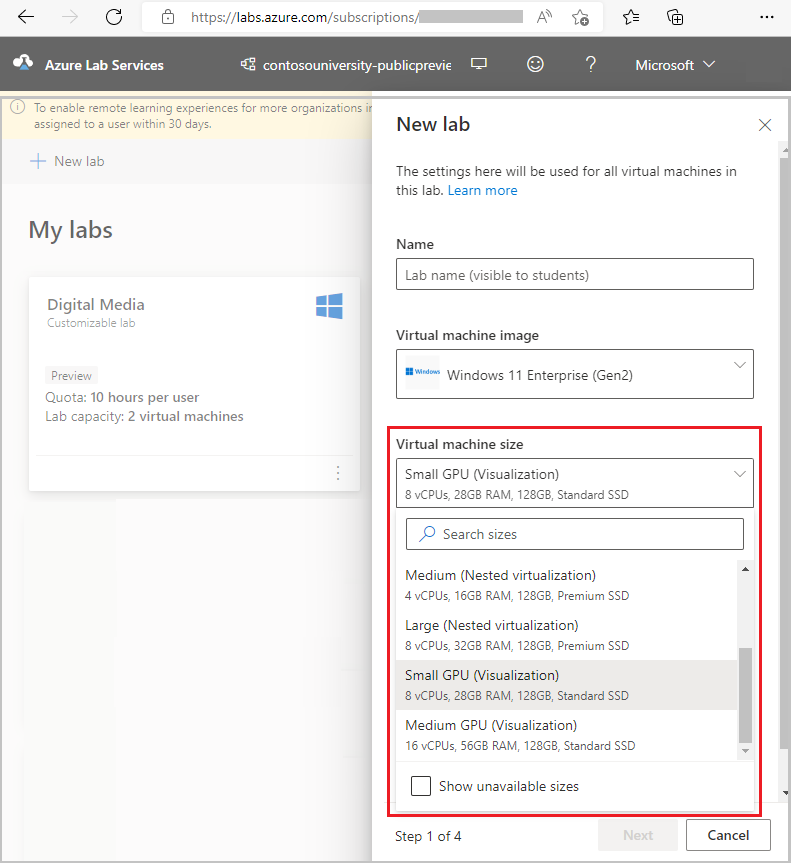 https://labs.azure.com/subscriptions/
Azure Lab Services
contosouniversity-publicprevie
Microsoft
To enable remote learning experiences for more organizations in
assigned to a user within 30 days.
New lab
My labs
Digital Media
Customizable lab
Preview
Quota: 10 hours per user
Lab capacity: 2 virtual machines
New lab
The settings here will be used for all virtual machines in
this lab. Learn more
Name
Lab name (visible to students)
Virtual machine image
Windows
Windows 11 Enterprise (Gen2)
Virtual machine size
Small GPU (Visualization)
8 vCPUs, 28GB RAM, 128GB, Standard SSD
Search sizes
Medium (Nested virtualization)
4 vCPUs, 16GB RAM, 128GB, Premium SSD
Large (Nested virtualization)
8 vCPUs, 32GB RAM, 128GB, Premium SSD
Small GPU (Visualization)
8 vCPUs, 28GB RAM, 128GB, Standard SSD
Medium GPU (Visualization)
16 vCPUs, 56GB RAM, 128GB, Standard SSD
Show unavailable sizes
Step 1 of 4
Next
Cancel